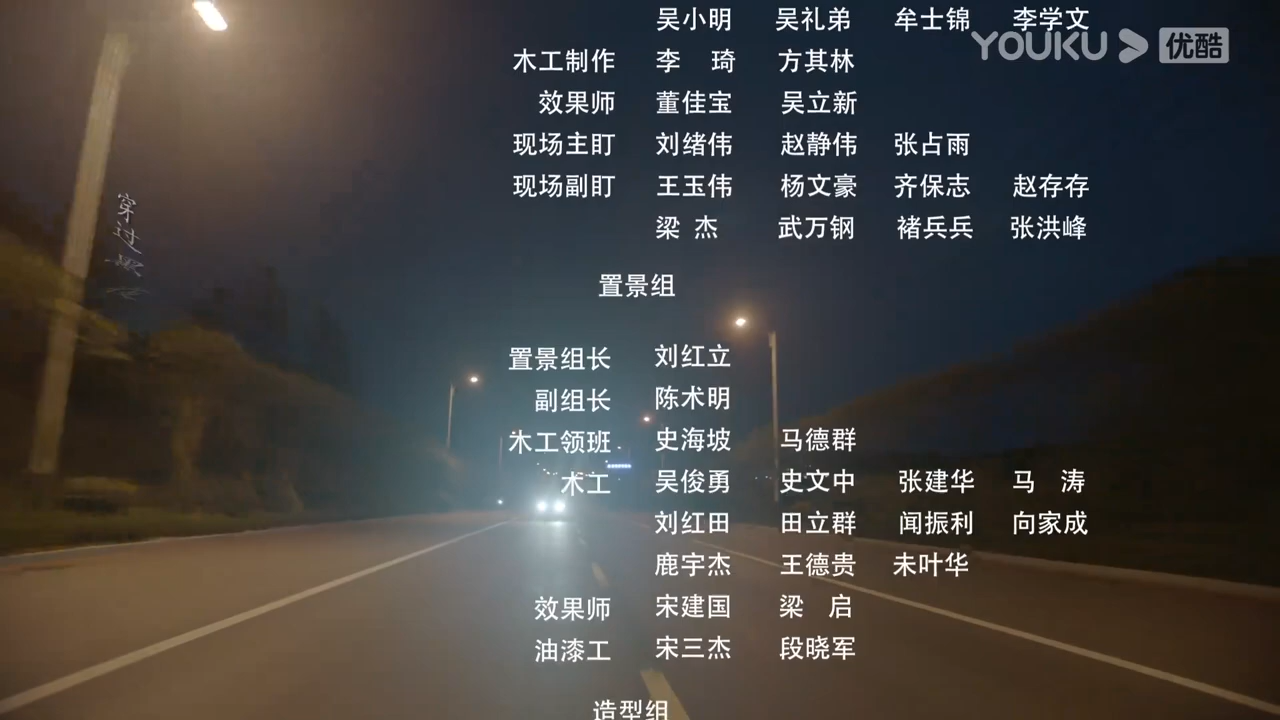 吴小明 吴礼弟 牟士锦 李学文
YOUKU 优酷
木工制作 李 琦 方其林
效果师 董佳宝 吴立新
现场主盯 刘绪伟 赵静伟 张占雨
现场副盯 王玉伟 杨文豪 齐保志 赵存存
梁 杰 武万钢 褚兵兵 张洪峰
穿过
置景组
置景组长 刘红立
副组长 陈术明
木工领班 史海坡 马德群
木工 吴俊勇 史文中 张建华 马 涛
刘红田 田立群 闻振利 向家成
鹿宇杰 王德贵 未叶华
效果师 宋建国 梁 启
油漆工 宋三杰 段晓军
造型组